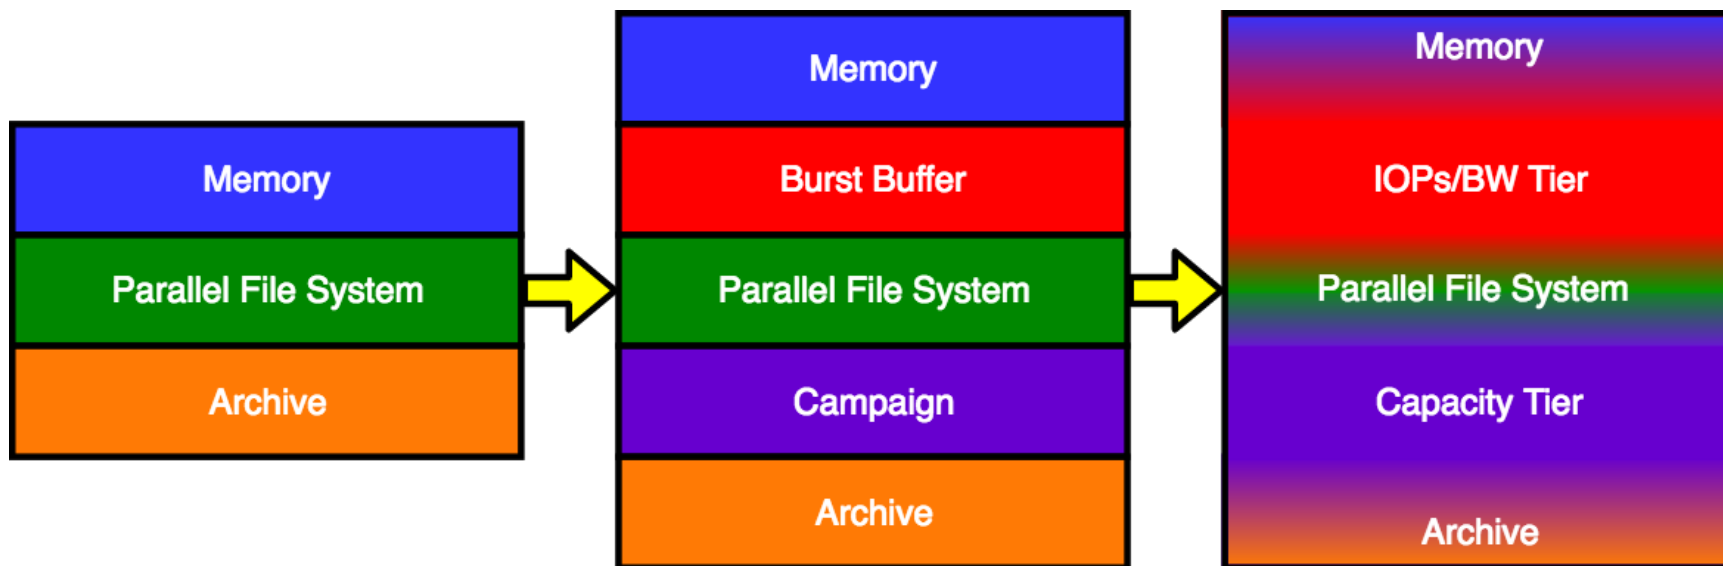 Memory
Parallel File System
Archive
Memory
Burst Buffer
Parallel File System
Campaign
Archive
Memory
IOPs/BW Tier
Parallel File System
Capacity Tier
Archive